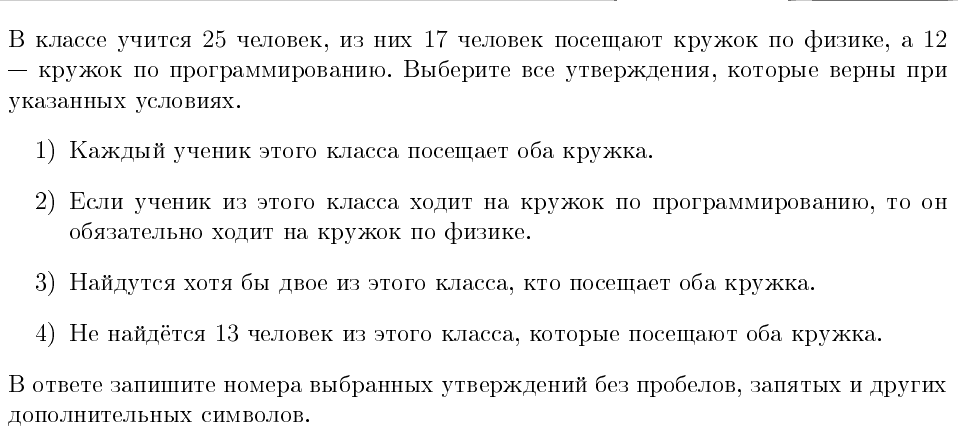 В классе учится 25 человек, из них 17 человек посещают кружок по физике, а 12
— кружок по программированию. Выберите все утверждения, которые верны при
указанных условиях.
1) Каждый ученик этого класса посещает оба кружка.
2) Если ученик из этого класса ходит на кружок по программированию, то он
обязательно ходит на кружок по физике.
3) Найдутся хотя бы двое из этого класса, кто посещает оба кружка.
4) Не найдётся 13 человек из этого класса, которые посещают оба кружка.
В ответе запишите номера выбранных утверждений без пробелов, запятых и других
дополнительных символов.